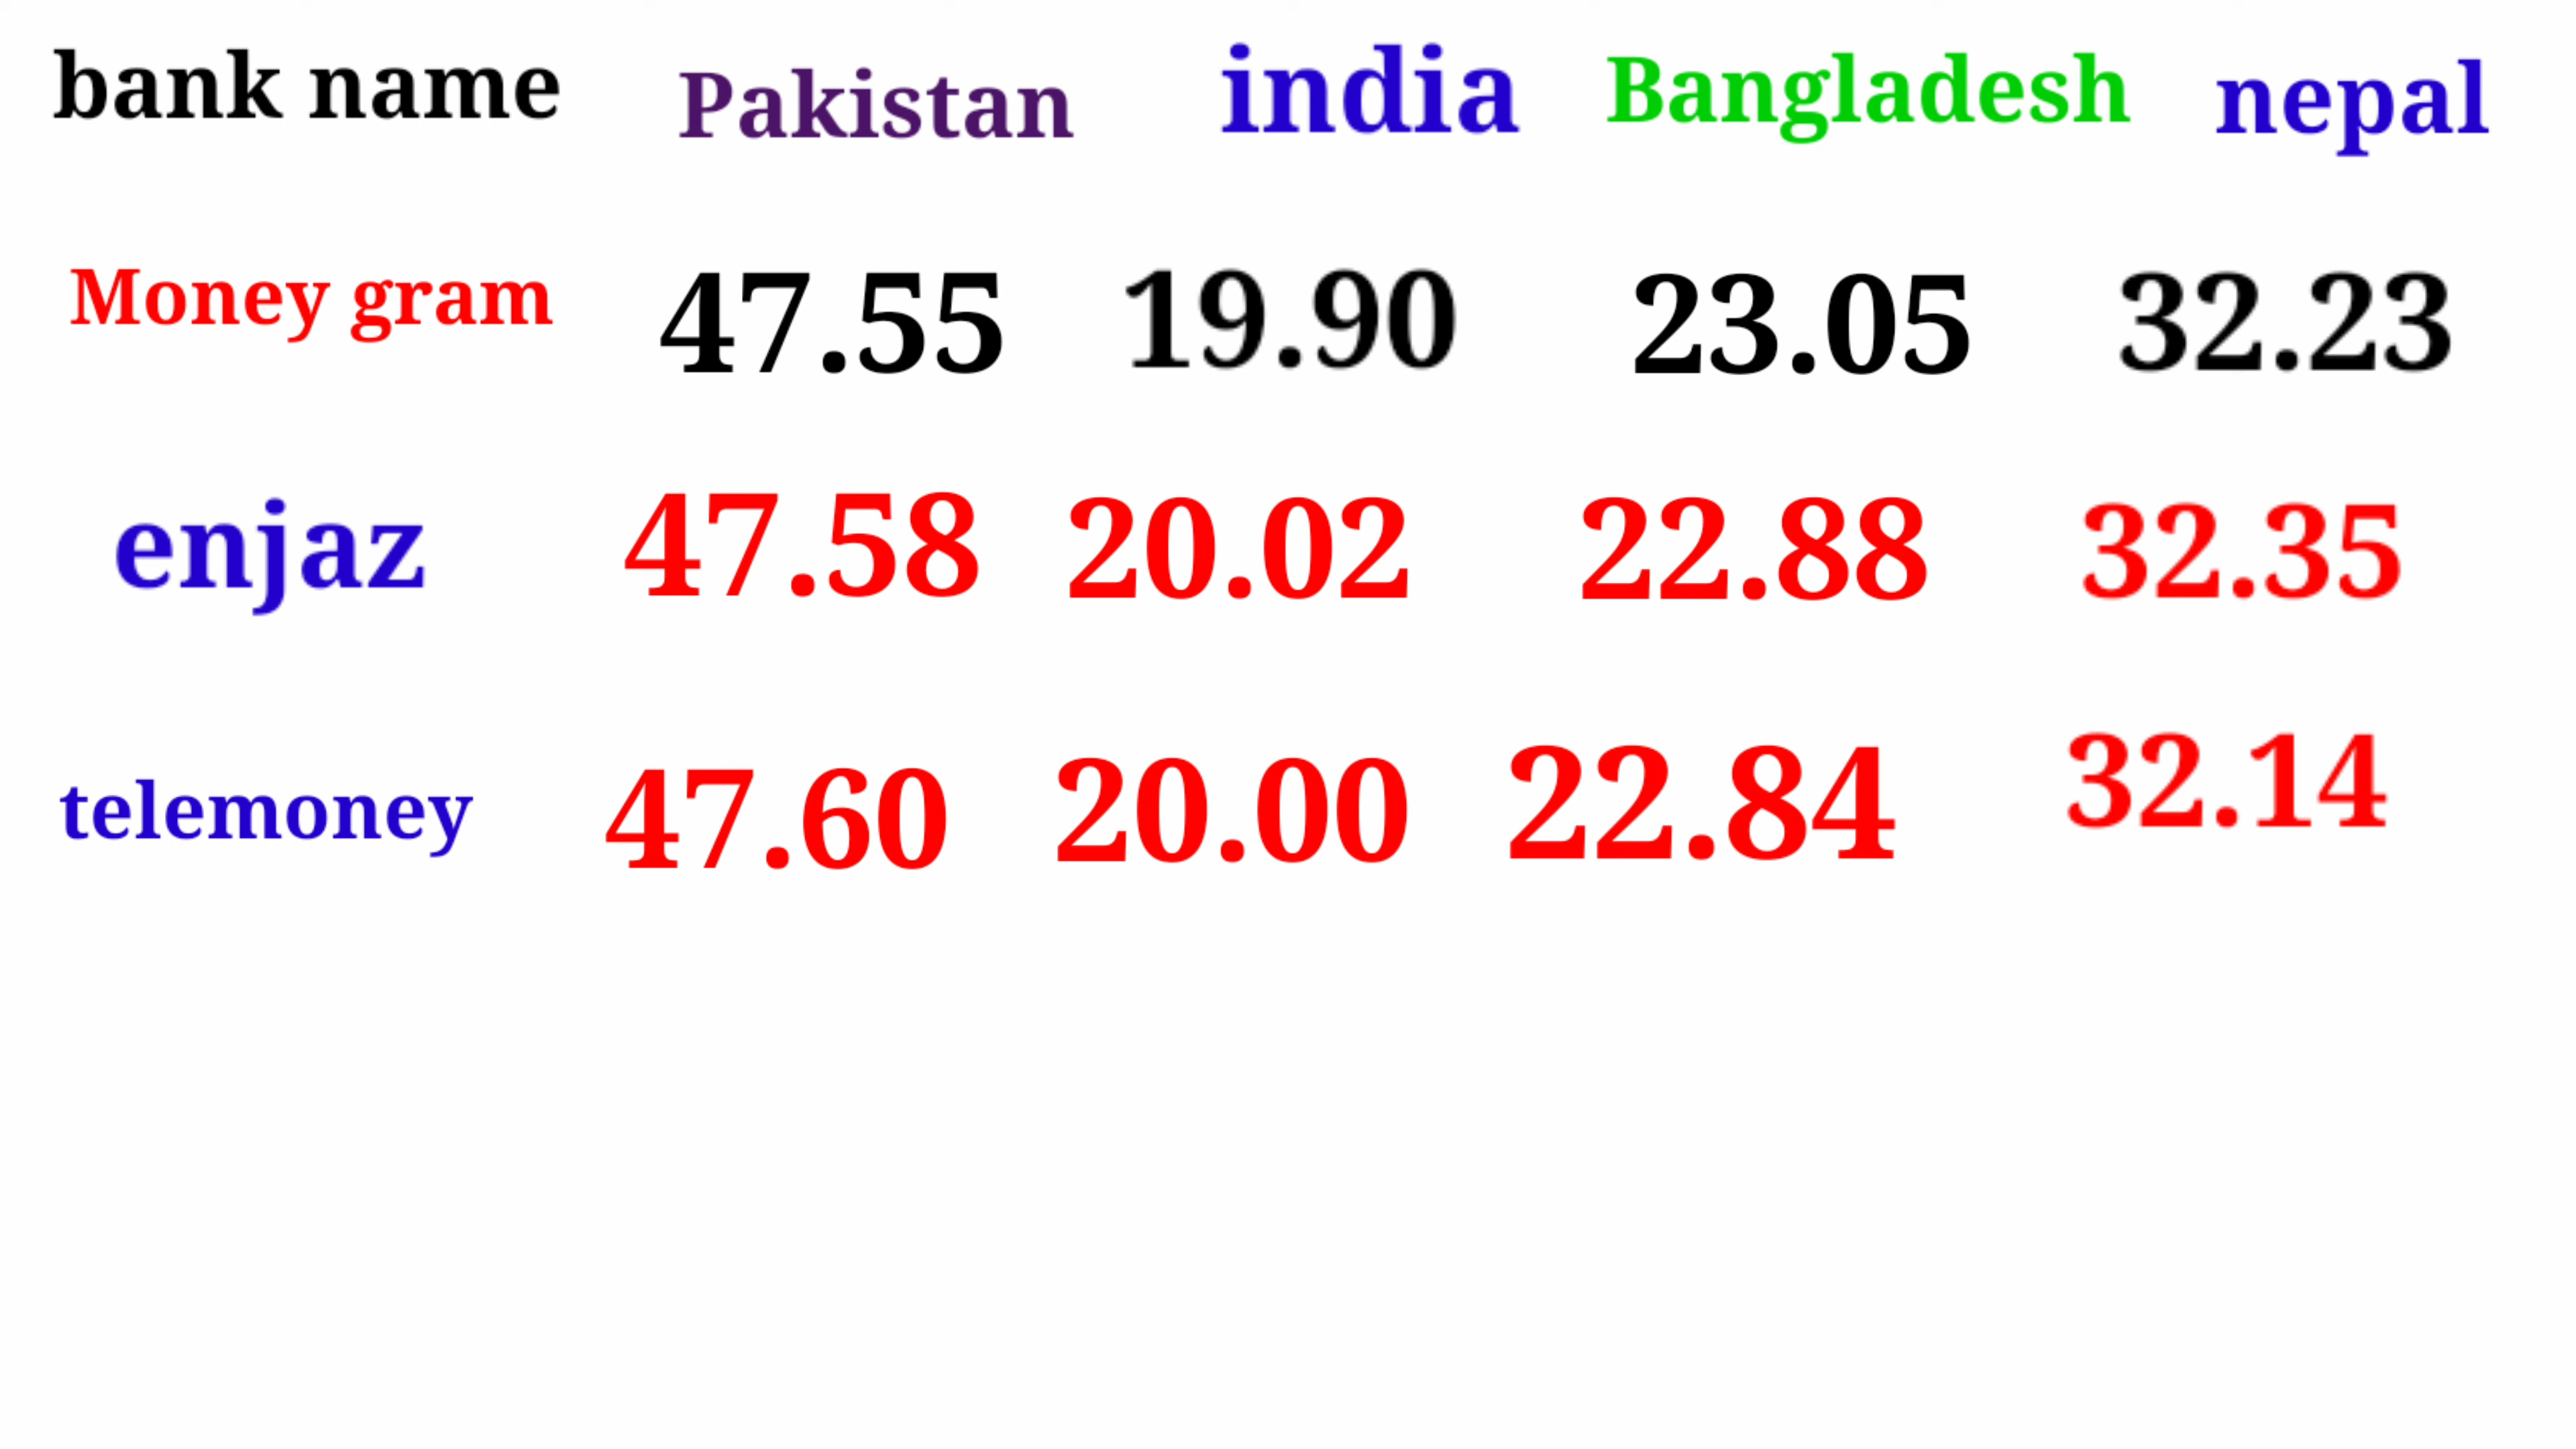 bank name Pakistan india Bangladesh nepal
Money gram 47.55 19.90 23.05 32.23
enjaz 47.58 20.02 22.88 32.35
telemoney 47.60 20.00 22.84 32.14